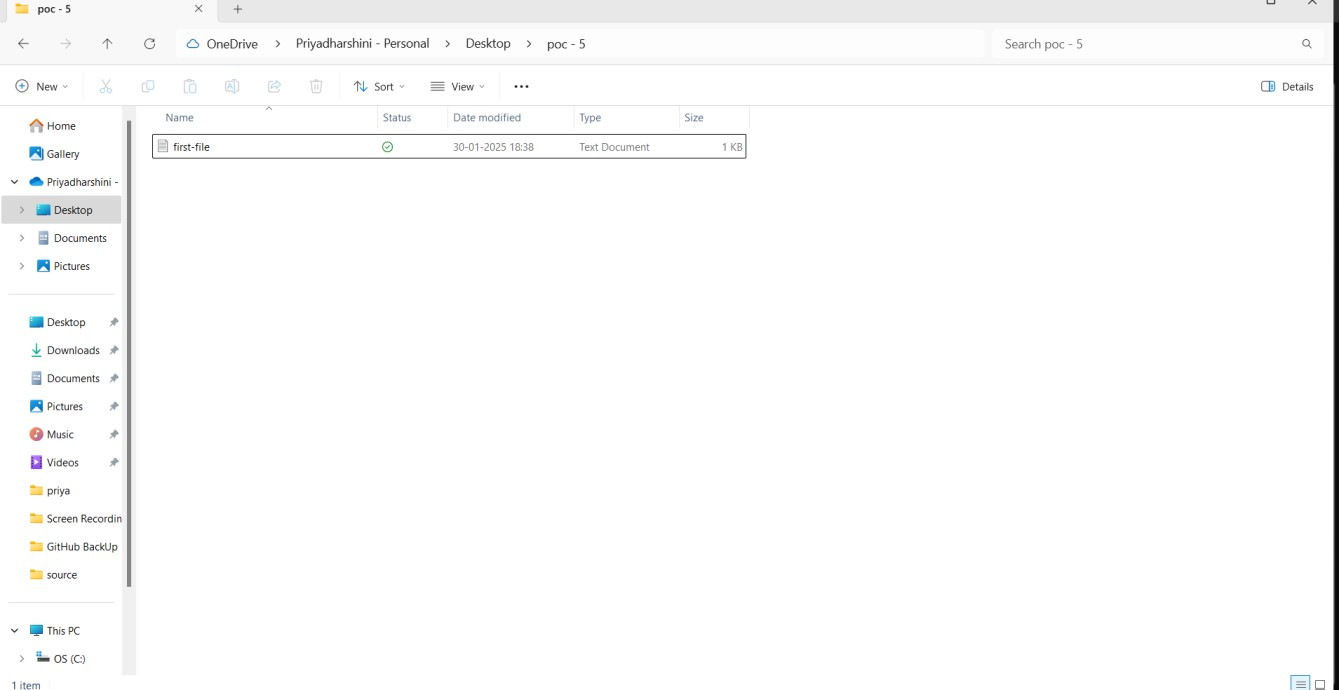 poc - 5
OneDrive > Priyadharshini - Personal > Desktop > poc - 5
Search poc - 5
New
Sort
View
Details
Name Status Date modified Type Size
first-file 30-01-2025 18:38 Text Document 1 KB
Home
Gallery
Priyadharshini -
Desktop
Documents
Pictures
Desktop
Downloads
Documents
Pictures
Music
Videos
priya
Screen Recordin
GitHub BackUp
source
This PC
OS (C:)
1 item